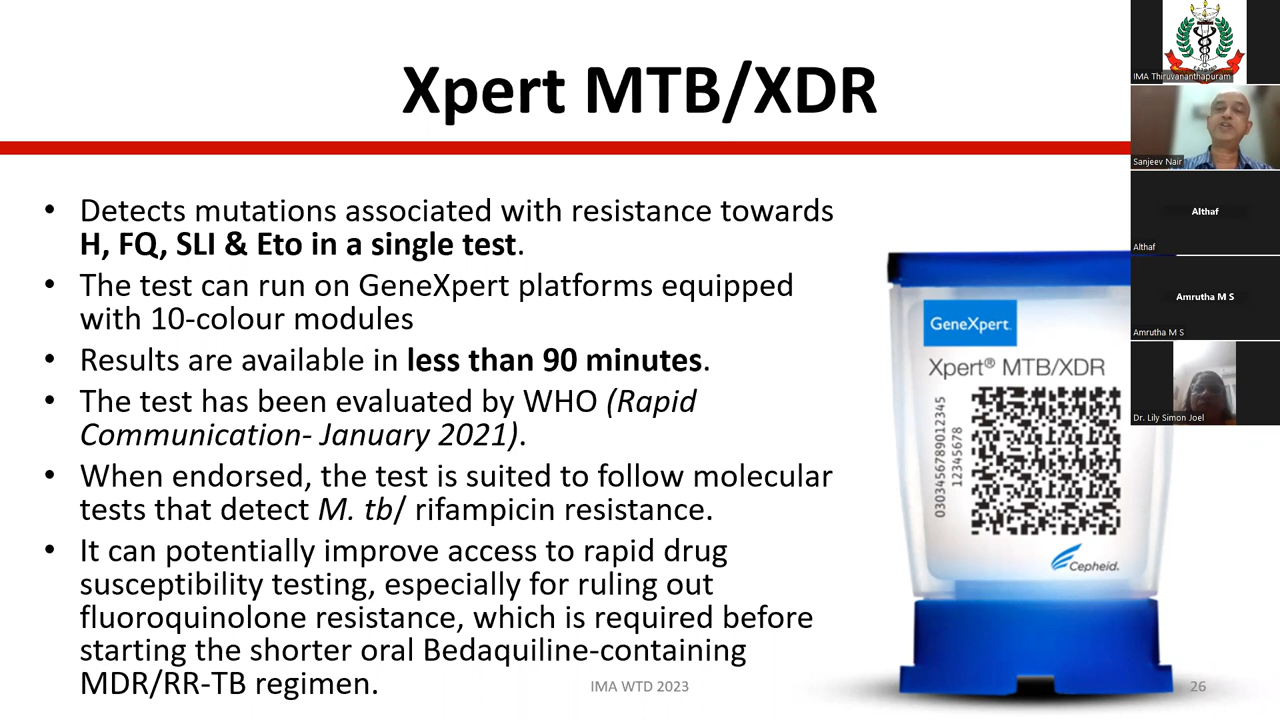 Xpert MTB/XDR
• Detects mutations associated with resistance towards
H, FQ, SLI & Eto in a single test.
• The test can run on GeneXpert platforms equipped
with 10-colour modules
• Results are available in less than 90 minutes.
• The test has been evaluated by WHO (Rapid
Communication- January 2021).
• When endorsed, the test is suited to follow molecular
tests that detect M. tb/ rifampicin resistance.
• It can potentially improve access to rapid drug
susceptibility testing, especially for ruling out
fluoroquinolone resistance, which is required before
starting the shorter oral Bedaquiline-containing
MDR/RR-TB regimen.
IMA WTD 2023
26
GeneXpert.
Xpert® MTB/XDR
0303456789012345
12345678
Cepheid.
IMA Thiruvananthapuram
Sanjeev Nair
Althaf
Althaf
Amrutha M S
Amrutha M S
Dr. Lily Simon Joel